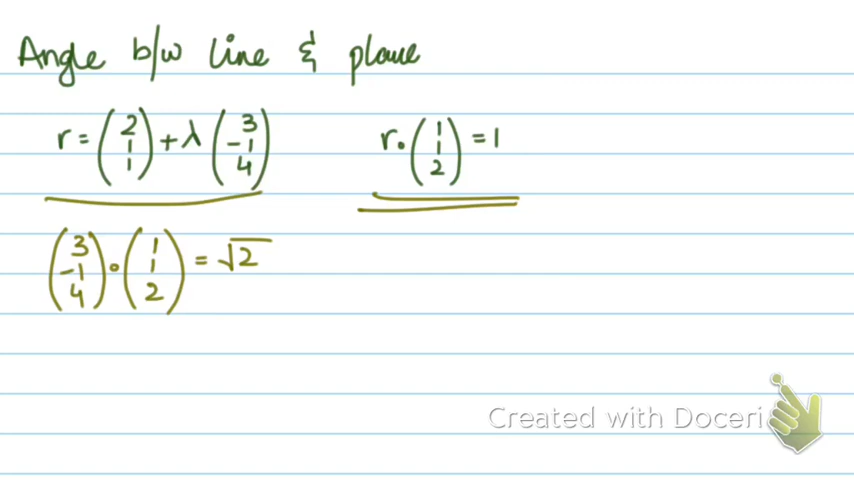 Angle b/w line & plane
r = (2 1 1) + λ (3 -1 4)
r• (1 1 2) = 1
(3 -1 4) • (1 1 2) = √2
Created with Doceri